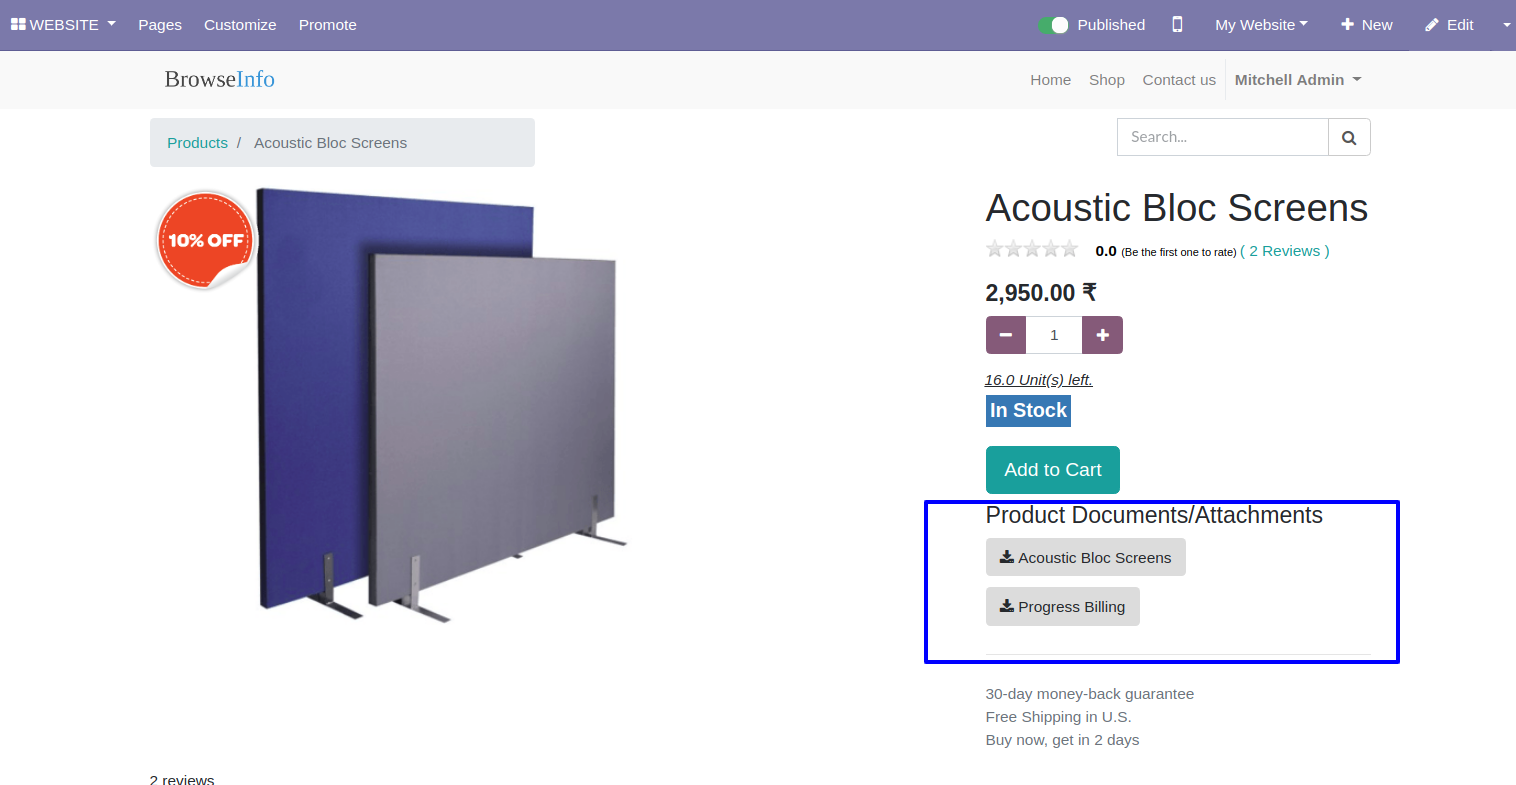 WEBSITE Pages Customize Promote Published My Website New Edit
BrowseInfo Home Shop Contact us Mitchell Admin
Products / Acoustic Bloc Screens Search...
10% OFF
Acoustic Bloc Screens
0.0 (Be the first one to rate) ( 2 Reviews )
2,950.00 ₹
1
16.0 Unit(s) left.
In Stock
Add to Cart
Product Documents/Attachments
Acoustic Bloc Screens
Progress Billing
30-day money-back guarantee
Free Shipping in U.S.
Buy now, get in 2 days
2 reviews